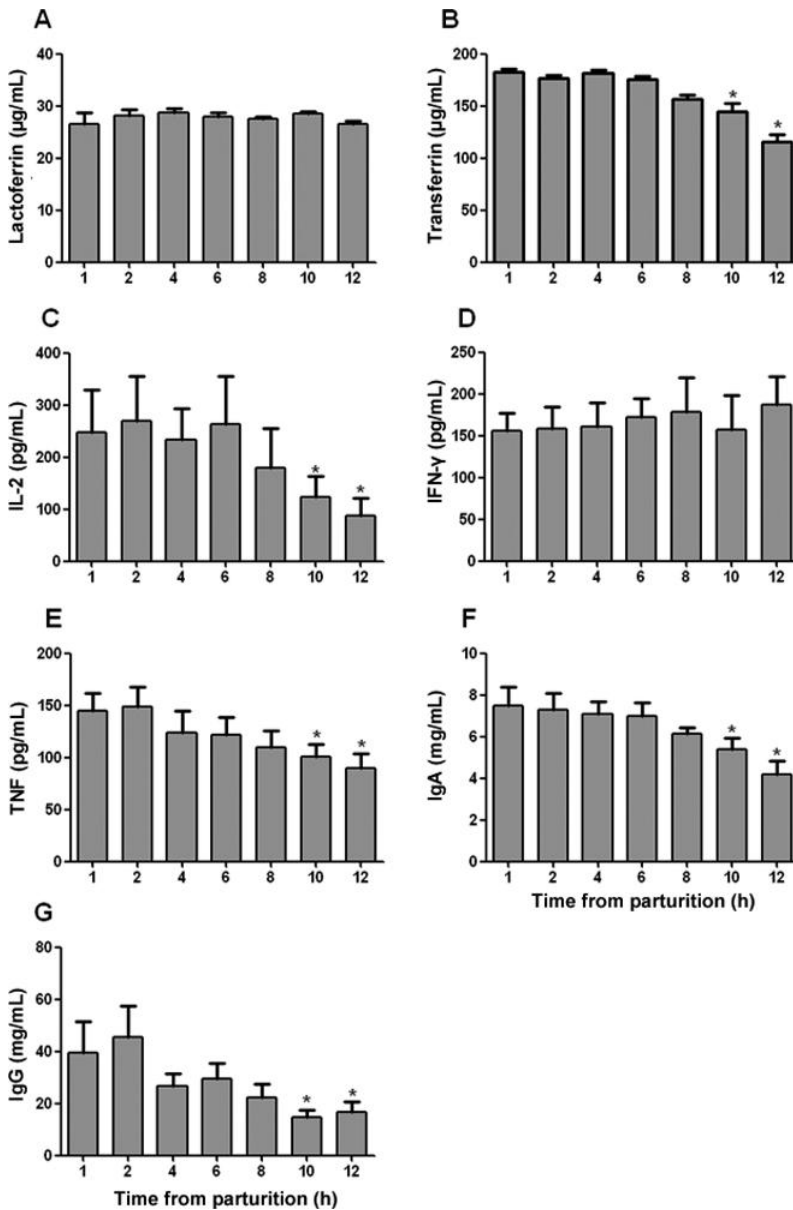 A
Lactoferrin (µg/mL)
40
30
20
10
0
1 2 4 6 8 10 12
B
Transferrin (µg/mL)
200
150
100
50
0
* *
1 2 4 6 8 10 12
C
IL-2 (pg/mL)
400
300
200
100
0
* *
1 2 4 6 8 10 12
D
IFN-γ (pg/mL)
250
200
150
100
50
0
1 2 4 6 8 10 12
E
TNF (pg/mL)
200
150
100
50
0
* *
1 2 4 6 8 10 12
F
IgA (mg/mL)
10
8
6
4
2
0
* *
1 2 4 6 8 10 12
Time from parturition (h)
G
IgG (mg/mL)
80
60
40
20
0
* *
1 2 4 6 8 10 12
Time from parturition (h)